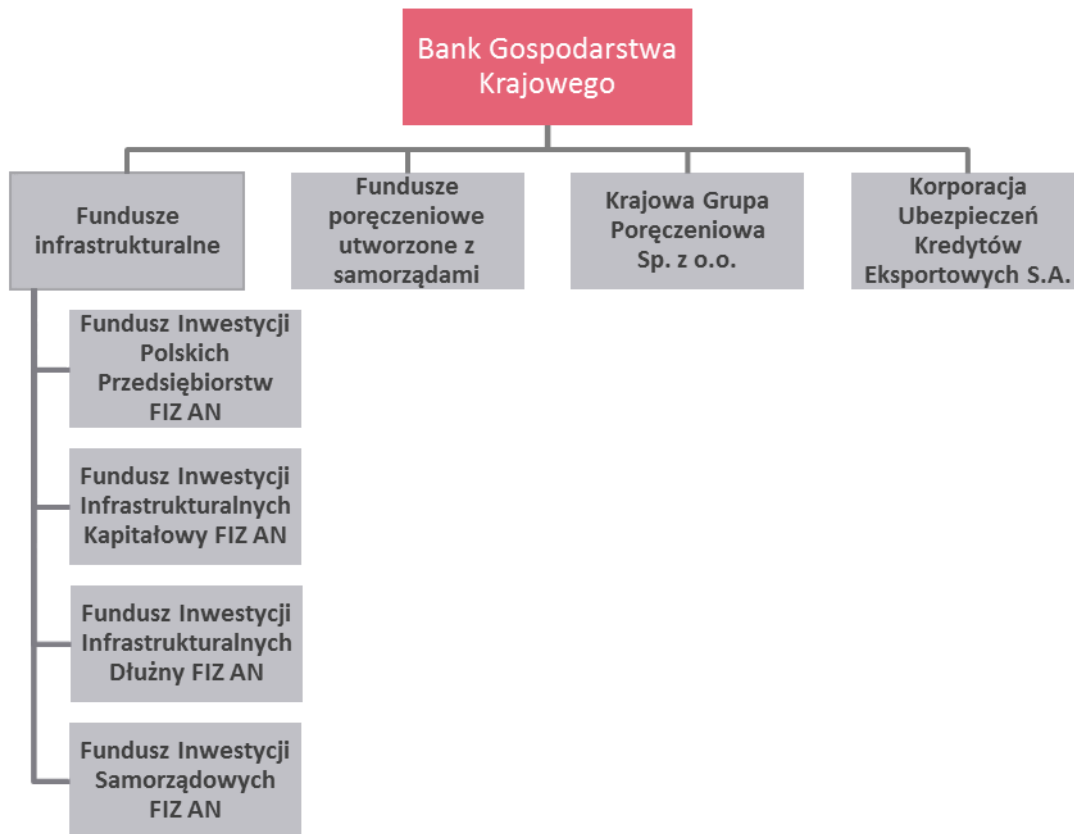 Bank Gospodarstwa
Krajowego
Fundusze
infrastrukturalne
Fundusze
poręczeniowe
utworzone z
samorządami
Krajowa Grupa
Poręczeniowa
Sp. z o.o.
Korporacja
Ubezpieczeń
Kredytów
Eksportowych S.A.
Fundusz Inwestycji
Polskich
Przedsiębiorstw
FIZ AN
Fundusz Inwestycji
Infrastrukturalnych
Kapitałowy FIZ AN
Fundusz Inwestycji
Infrastrukturalnych
Dłużny FIZ AN
Fundusz Inwestycji
Samorządowych
FIZ AN